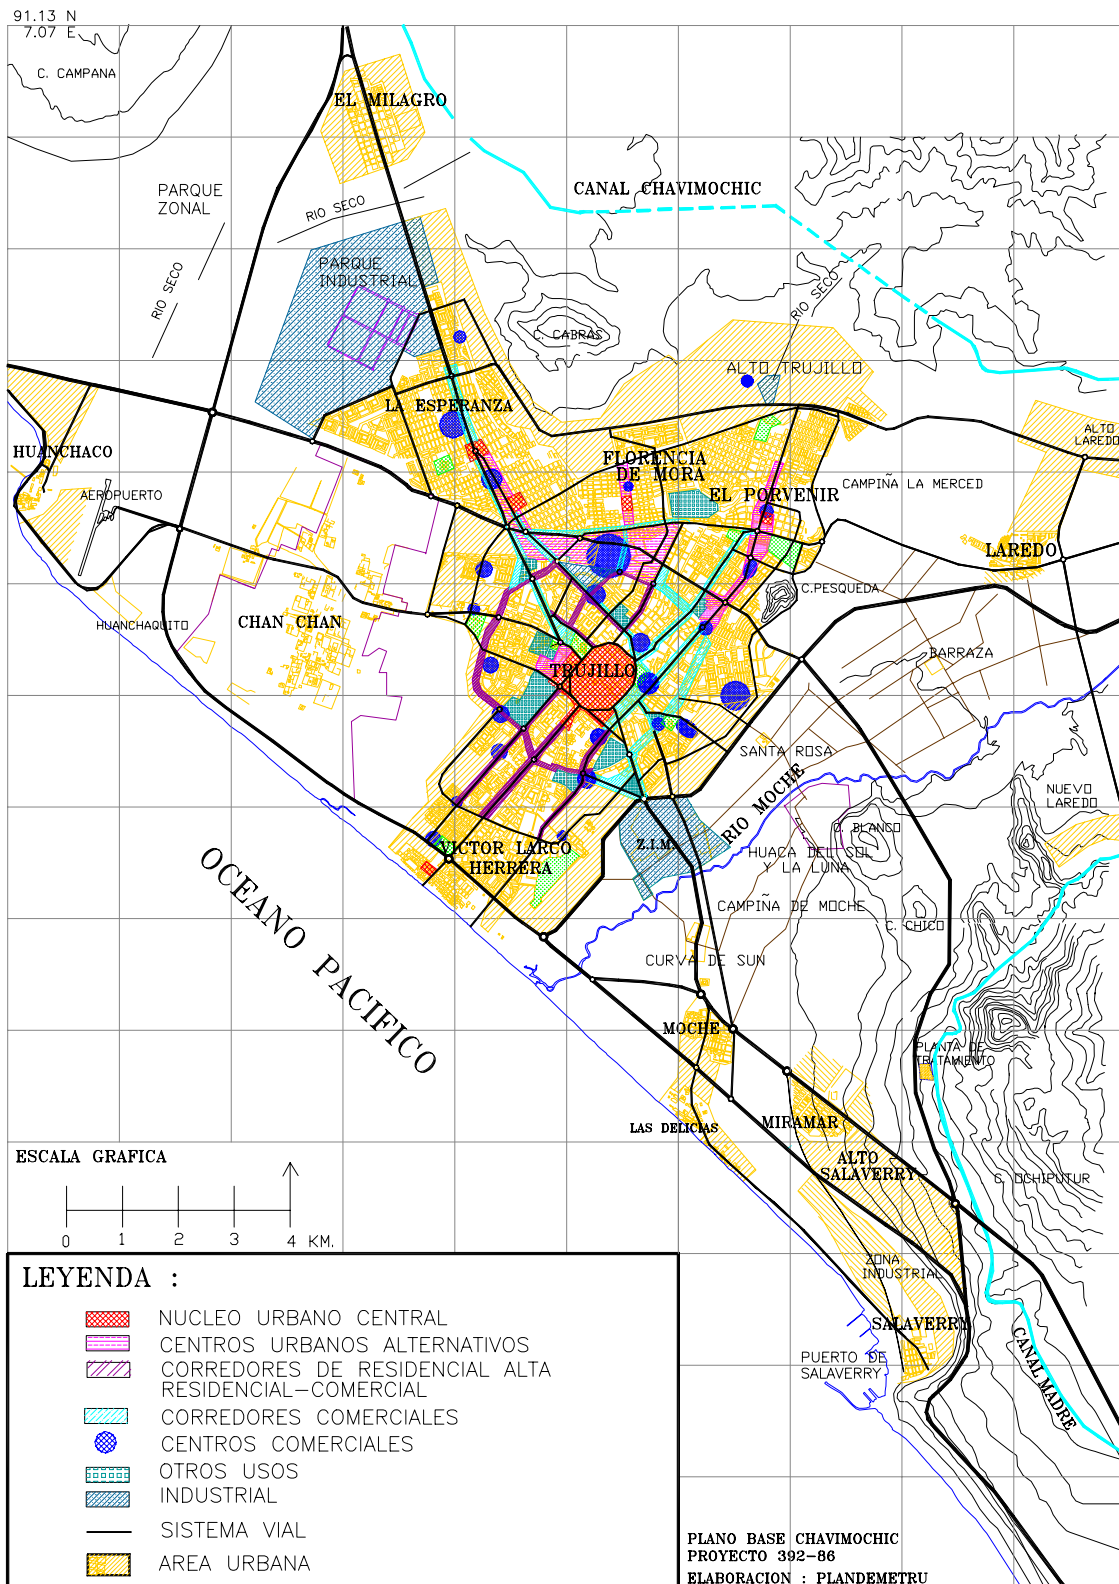 91.13 N
7.07 E
C. CAMPANA
EL MILAGRO
PARQUE
ZONAL
RIO SECO
CANAL CHAVIMOCHIC
RIO SECO
PARQUE
INDUSTRIAL
RIO SECO
C. CABRAS
ALTO TRUJILLO
LA ESPERANZA
HUANCHACO
ALTO
LAREDO
FLORENCIA
DE MORA
EL PORVENIR
CAMPIÑA LA MERCED
AEROPUERTO
LAREDO
C.PESQUEDA
HUANCHAQUITO
CHAN CHAN
BARRAZA
TRUJILLO
SANTA ROSA
RIO MOCHE
NUEVO
LAREDO
C. BLANCO
Z.I.M.
HUACA DEL SOL
Y LA LUNA
VICTOR LARCO
HERRERA
OCEANO PACIFICO
CAMPIÑA DE MOCHE
C. CHICO
CURVA DE SUN
MOCHE
PLANTA DE
TRATAMIENTO
LAS DELICIAS
MIRAMAR
ALTO
SALAVERRY
C. OCHIPUTUR
ESCALA GRAFICA
0 1 2 3 4 KM.
ZONA
INDUSTRIAL
SALAVERRY
PUERTO DE
SALAVERRY
CANAL MADRE
LEYENDA :
NUCLEO URBANO CENTRAL
CENTROS URBANOS ALTERNATIVOS
CORREDORES DE RESIDENCIAL ALTA
RESIDENCIAL-COMERCIAL
CORREDORES COMERCIALES
CENTROS COMERCIALES
OTROS USOS
INDUSTRIAL
SISTEMA VIAL
AREA URBANA
PLANO BASE CHAVIMOCHIC
PROYECTO 392-86
ELABORACION : PLANDEMETRU